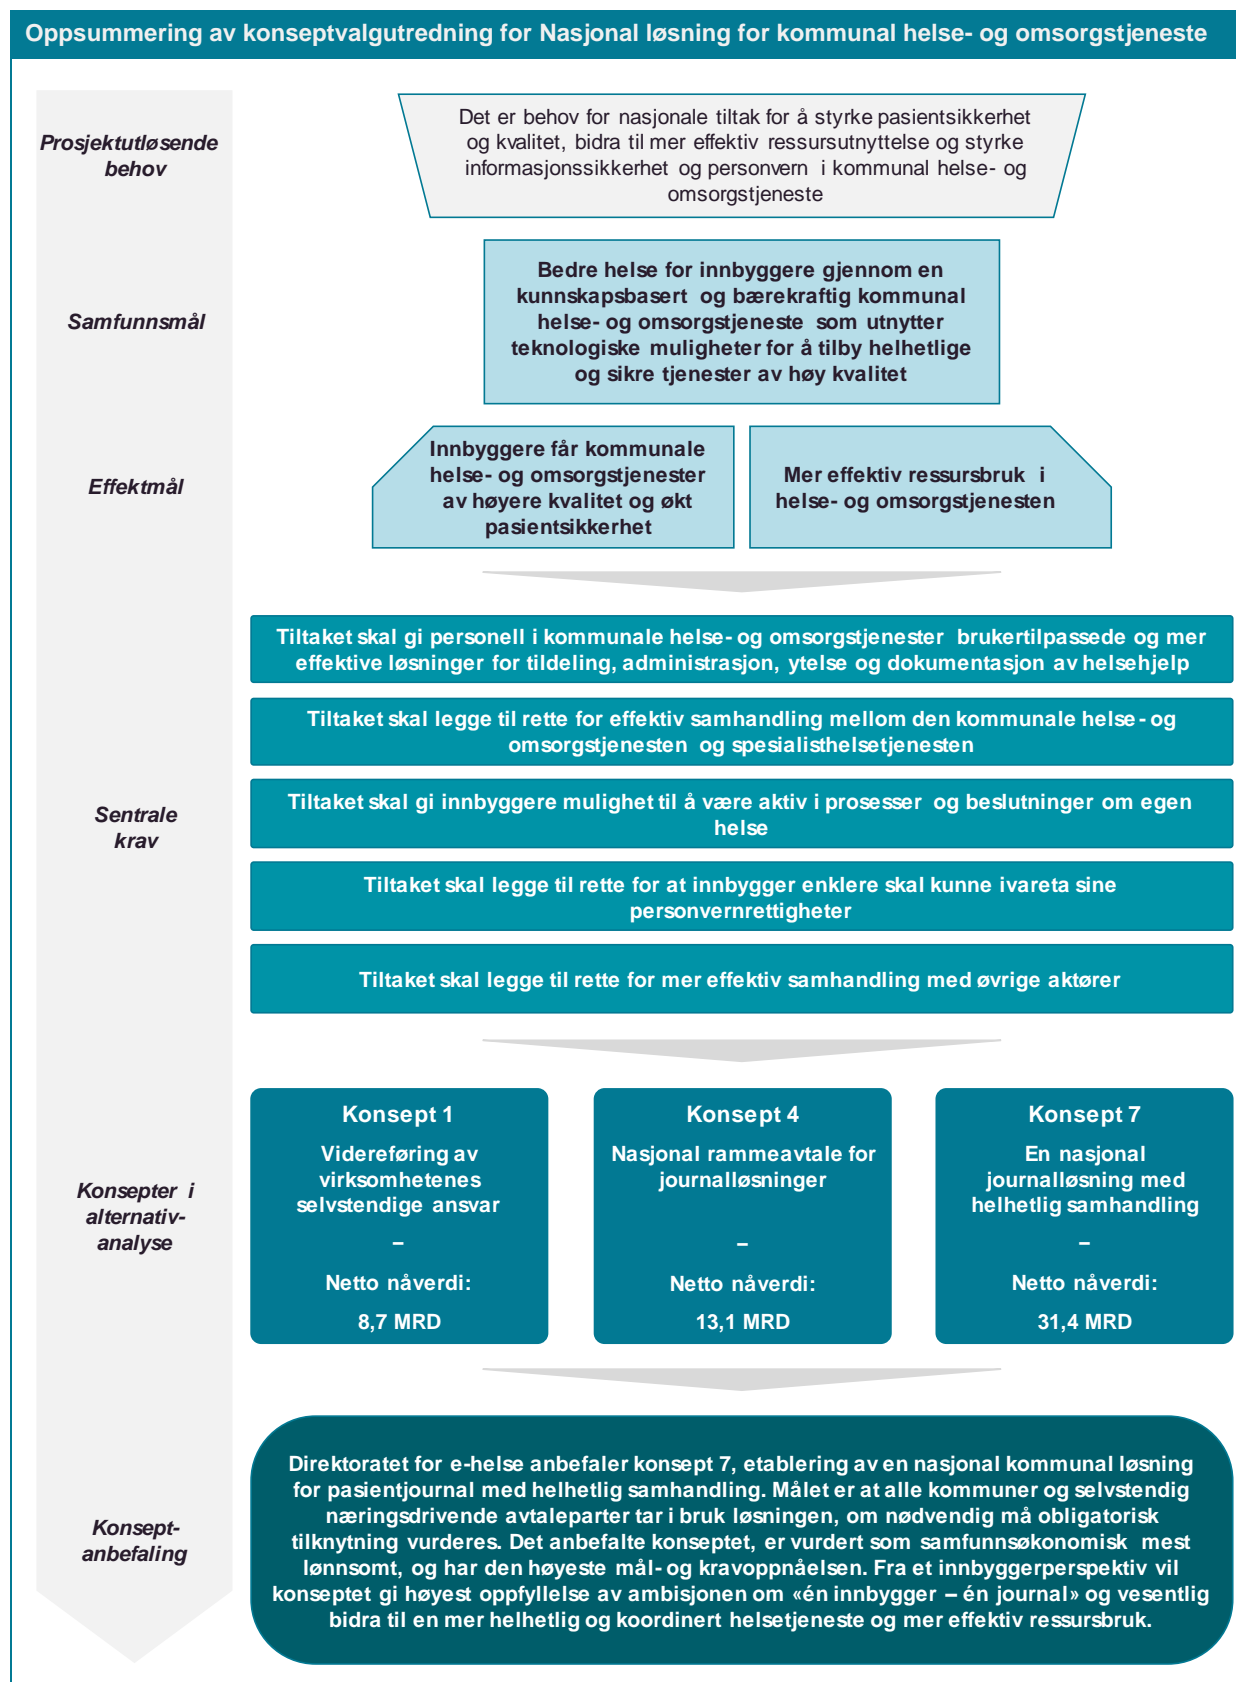 Oppsummering av konseptvalgutredning for Nasjonal løsning for kommunal helse- og omsorgstjeneste
Prosjektutløsende
behov
Det er behov for nasjonale tiltak for å styrke pasientsikkerhet
og kvalitet, bidra til mer effektiv ressursutnyttelse og styrke
informasjonssikkerhet og personvern i kommunal helse- og
omsorgstjeneste
Samfunnsmål
Bedre helse for innbyggere gjennom en
kunnskapsbasert og bærekraftig kommunal
helse- og omsorgstjeneste som utnytter
teknologiske muligheter for å tilby helhetlige
og sikre tjenester av høy kvalitet
Effektmål
Innbyggere får kommunale
helse- og omsorgstjenester
av høyere kvalitet og økt
pasientsikkerhet
Mer effektiv ressursbruk i
helse- og omsorgstjenesten
Sentrale
krav
Tiltaket skal gi personell i kommunale helse- og omsorgstjenester brukertilpassede og mer
effektive løsninger for tildeling, administrasjon, ytelse og dokumentasjon av helsehjelp
Tiltaket skal legge til rette for effektiv samhandling mellom den kommunale helse- og
omsorgstjenesten og spesialisthelsetjenesten
Tiltaket skal gi innbyggere mulighet til å være aktiv i prosesser og beslutninger om egen
helse
Tiltaket skal legge til rette for at innbygger enklere skal kunne ivareta sine
personvernrettigheter
Tiltaket skal legge til rette for mer effektiv samhandling med øvrige aktører
Konsepter i
alternativ-
analyse
Konsept 1
Videreføring av
virksomhetenes
selvstendige ansvar
–
Netto nåverdi:
8,7 MRD
Konsept 4
Nasjonal rammeavtale for
journalløsninger
–
Netto nåverdi:
13,1 MRD
Konsept 7
En nasjonal
journalløsning med
helhetlig samhandling
–
Netto nåverdi:
31,4 MRD
Konsept-
anbefaling
Direktoratet for e-helse anbefaler konsept 7, etablering av en nasjonal kommunal løsning
for pasientjournal med helhetlig samhandling. Målet er at alle kommuner og selvstendig
næringsdrivende avtaleparter tar i bruk løsningen, om nødvendig må obligatorisk
tilknytning vurderes. Det anbefalte konseptet, er vurdert som samfunnsøkonomisk mest
lønnsomt, og har den høyeste mål- og kravoppnåelsen. Fra et innbyggerperspektiv vil
konseptet gi høyest oppfyllelse av ambisjonen om «én innbygger – én journal» og vesentlig
bidra til en mer helhetlig og koordinert helsetjeneste og mer effektiv ressursbruk.